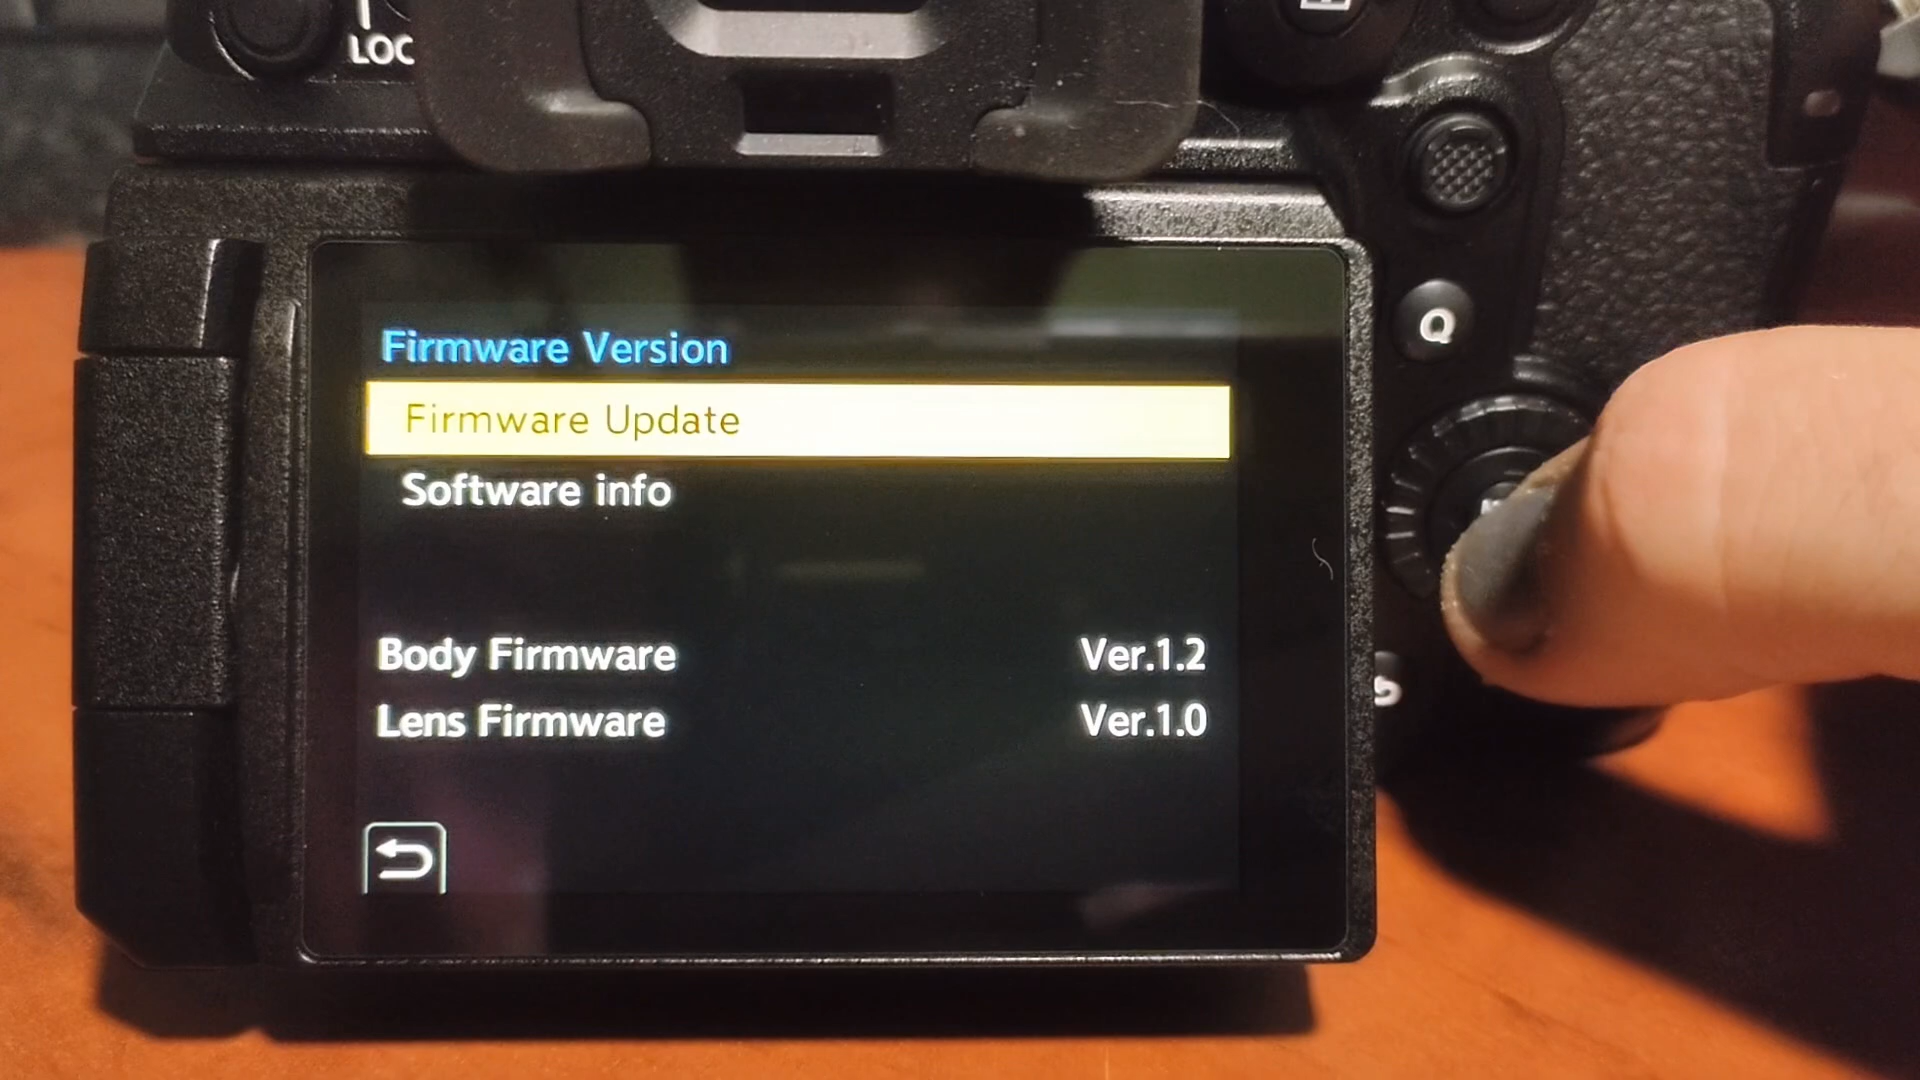 LOC
Q
Firmware Version
Firmware Update
Software info
Body Firmware Ver.1.2
Lens Firmware Ver.1.0